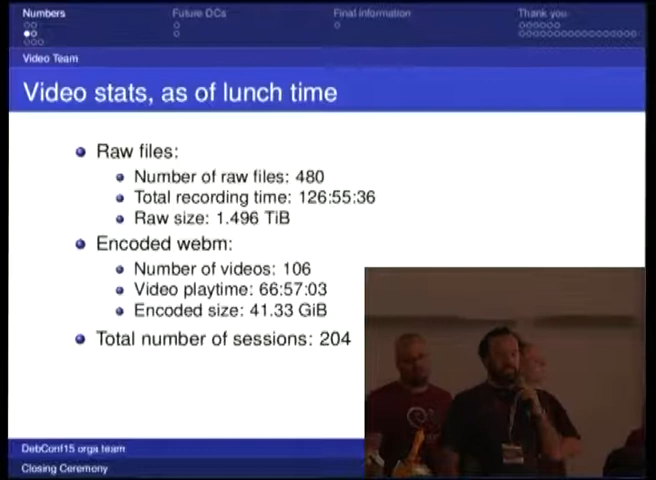 Numbers
Future DCs
Final information
Thank you
Video Team
Video stats, as of lunch time
Raw files:
Number of raw files: 480
Total recording time: 126:55:36
Raw size: 1.496 TiB
Encoded webm:
Number of videos: 106
Video playtime: 66:57:03
Encoded size: 41.33 GiB
Total number of sessions: 204
DebConf15 orga team
Closing Ceremony